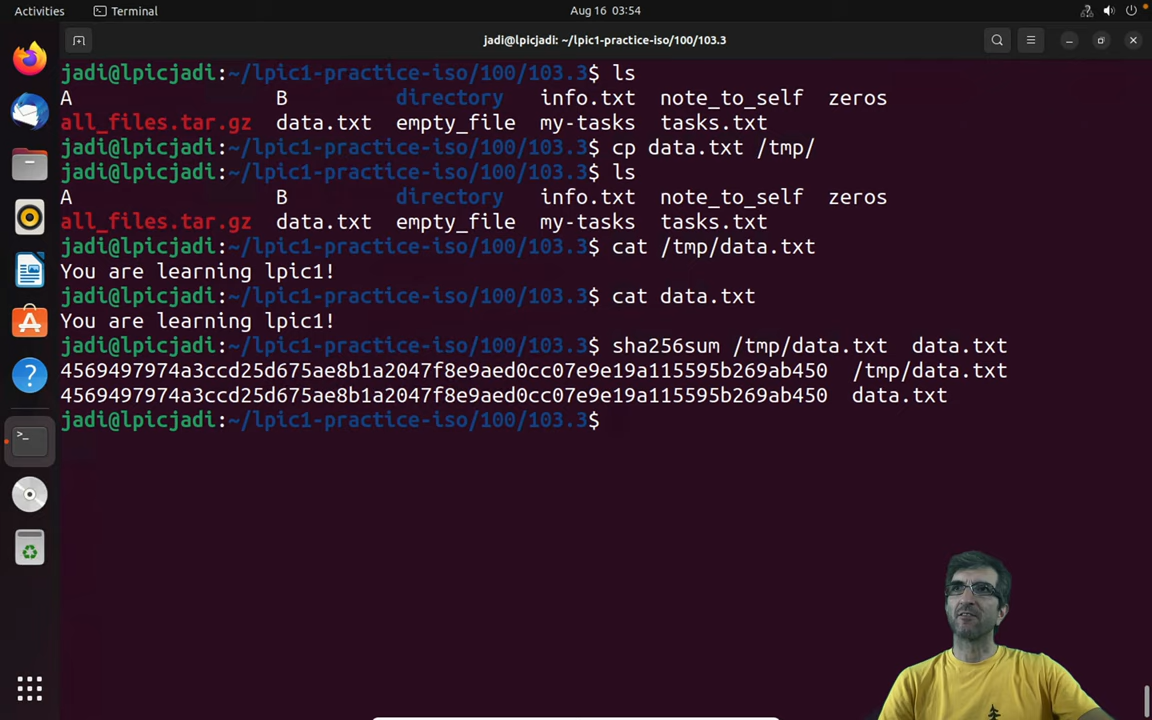 Activities Terminal Aug 16 03:54
jadi@lpicjadi: ~/lpic1-practice-iso/100/103.3
jadi@lpicjadi:~/lpic1-practice-iso/100/103.3$ ls
A B directory info.txt note_to_self zeros
all_files.tar.gz data.txt empty_file my-tasks tasks.txt
jadi@lpicjadi:~/lpic1-practice-iso/100/103.3$ cp data.txt /tmp/
jadi@lpicjadi:~/lpic1-practice-iso/100/103.3$ ls
A B directory info.txt note_to_self zeros
all_files.tar.gz data.txt empty_file my-tasks tasks.txt
jadi@lpicjadi:~/lpic1-practice-iso/100/103.3$ cat /tmp/data.txt
You are learning lpic1!
jadi@lpicjadi:~/lpic1-practice-iso/100/103.3$ cat data.txt
You are learning lpic1!
jadi@lpicjadi:~/lpic1-practice-iso/100/103.3$ sha256sum /tmp/data.txt  data.txt
4569497974a3ccd25d675ae8b1a2047f8e9aed0cc07e9e19a115595b269ab450  /tmp/data.txt
4569497974a3ccd25d675ae8b1a2047f8e9aed0cc07e9e19a115595b269ab450  data.txt
jadi@lpicjadi:~/lpic1-practice-iso/100/103.3$